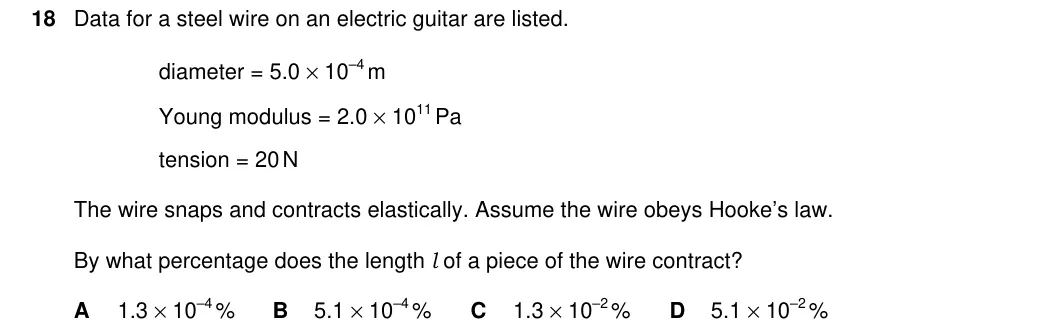 18 Data for a steel wire on an electric guitar are listed.
diameter = 5.0 × 10⁻⁴ m
Young modulus = 2.0 × 10¹¹ Pa
tension = 20 N
The wire snaps and contracts elastically. Assume the wire obeys Hooke’s law.
By what percentage does the length l of a piece of the wire contract?
A 1.3 × 10⁻⁴ % B 5.1 × 10⁻⁴ % C 1.3 × 10⁻² % D 5.1 × 10⁻² %